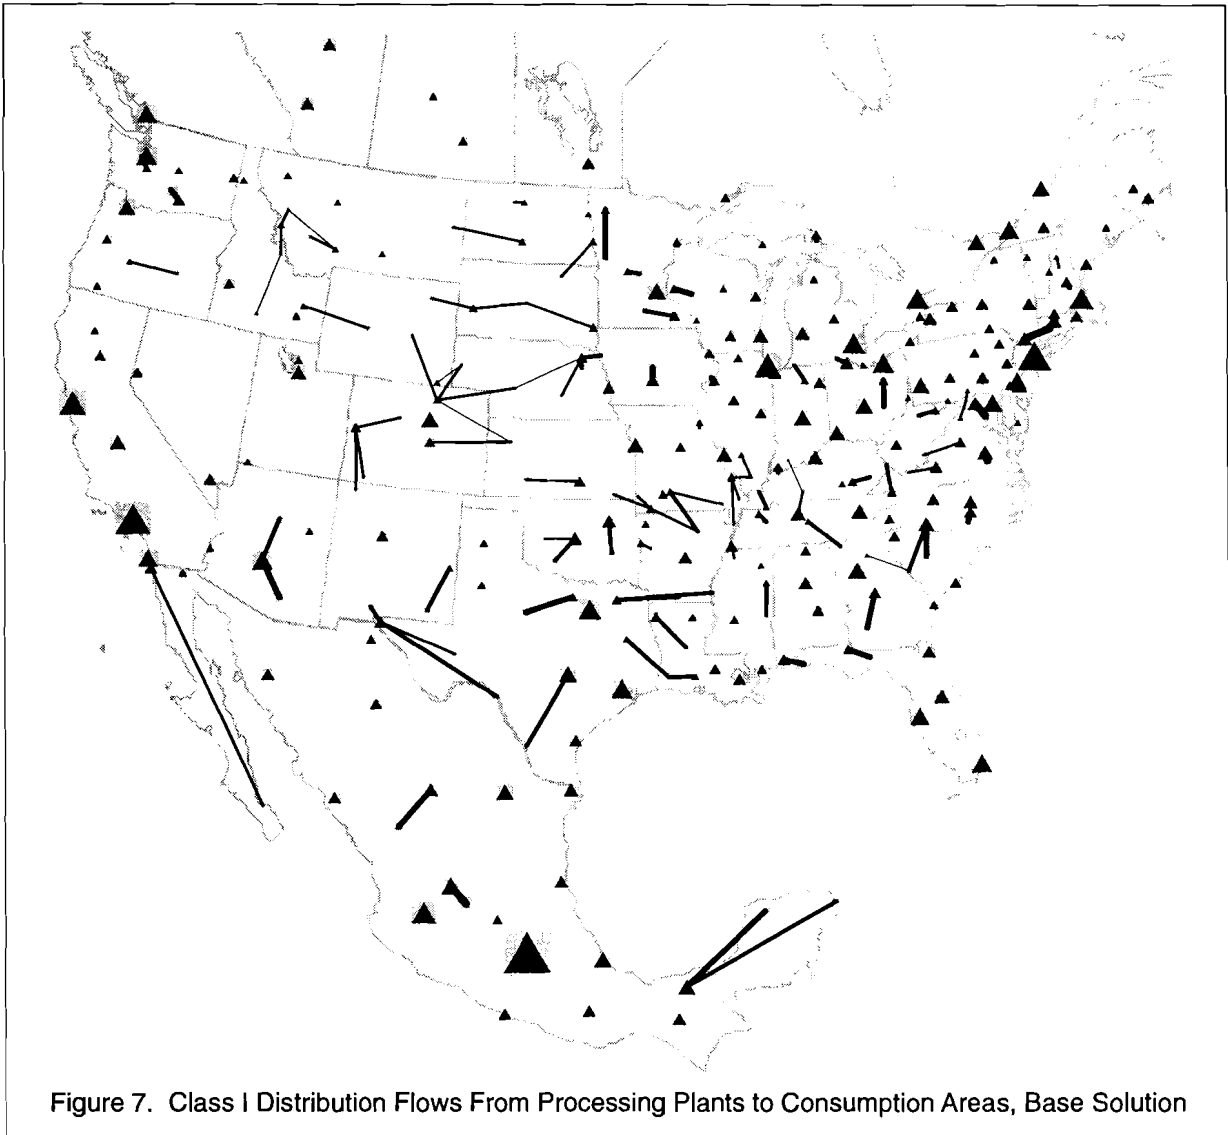 Figure 7. Class I Distribution Flows From Processing Plants to Consumption Areas, Base Solution